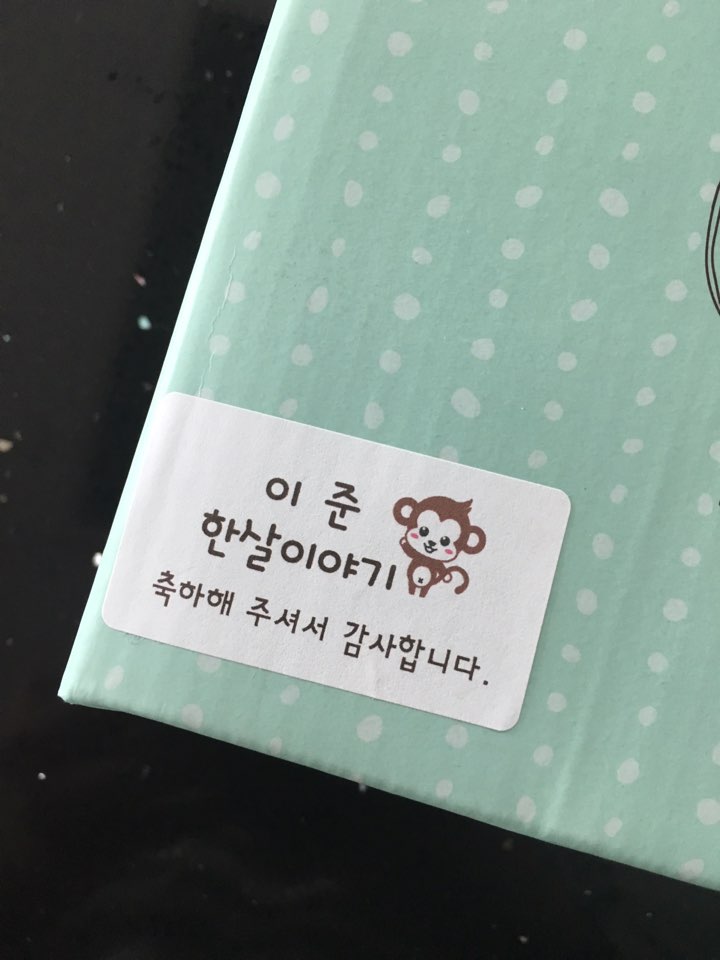 이 준
한살이야기
축하해 주셔서 감사합니다.